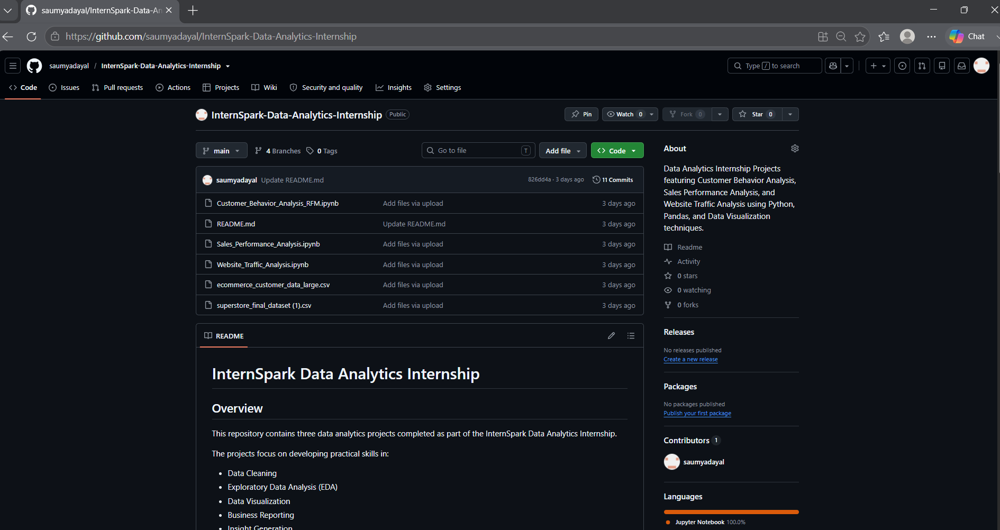 saumyadayal/InternSpark-Data-An
https://github.com/saumyadayal/InternSpark-Data-Analytics-Internship
Chat
saumyadayal / InternSpark-Data-Analytics-Internship
Type / to search
Code Issues Pull requests Actions Projects Wiki Security and quality Insights Settings
InternSpark-Data-Analytics-Internship Public
Pin Watch 0 Fork 0 Star 0
main 4 Branches 0 Tags Go to file T Add file Code
saumyadayal Update README.md 826dd4a · 3 days ago 11 Commits
Customer_Behavior_Analysis_RFM.ipynb Add files via upload 3 days ago
README.md Update README.md 3 days ago
Sales_Performance_Analysis.ipynb Add files via upload 3 days ago
Website_Traffic_Analysis.ipynb Add files via upload 3 days ago
ecommerce_customer_data_large.csv Add files via upload 3 days ago
superstore_final_dataset (1).csv Add files via upload 3 days ago
README
InternSpark Data Analytics Internship
Overview
This repository contains three data analytics projects completed as part of the InternSpark Data Analytics Internship.
The projects focus on developing practical skills in:
• Data Cleaning
• Exploratory Data Analysis (EDA)
• Data Visualization
• Business Reporting
• Insight Generation
About
Data Analytics Internship Projects
featuring Customer Behavior Analysis,
Sales Performance Analysis, and
Website Traffic Analysis using Python,
Pandas, and Data Visualization
techniques.
Readme
Activity
0 stars
0 watching
0 forks
Releases
No releases published
Create a new release
Packages
No packages published
Publish your first package
Contributors 1
saumyadayal
Languages
Jupyter Notebook 100.0%